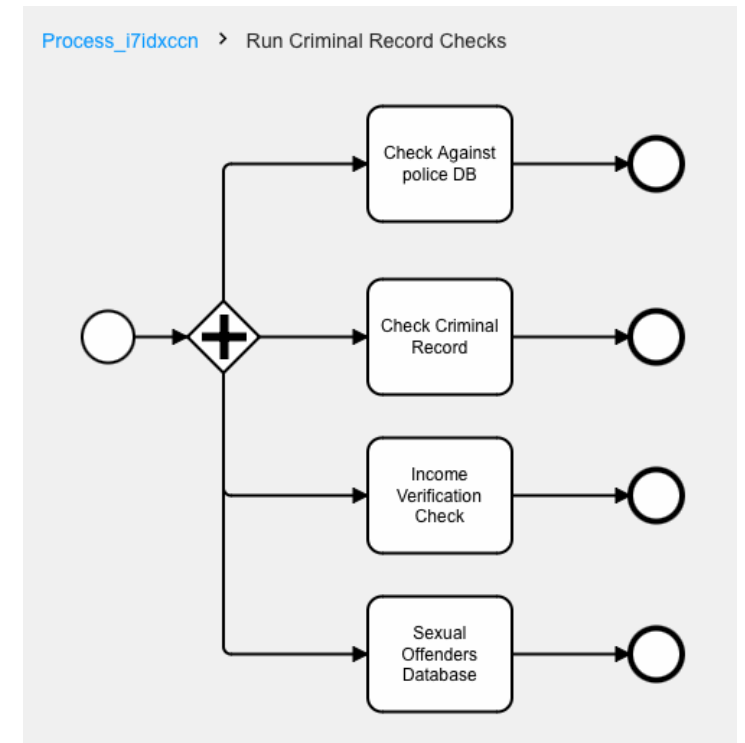 Process_i7idxccn > Run Criminal Record Checks
Check Against
police DB
Check Criminal
Record
Income
Verification
Check
Sexual
Offenders
Database